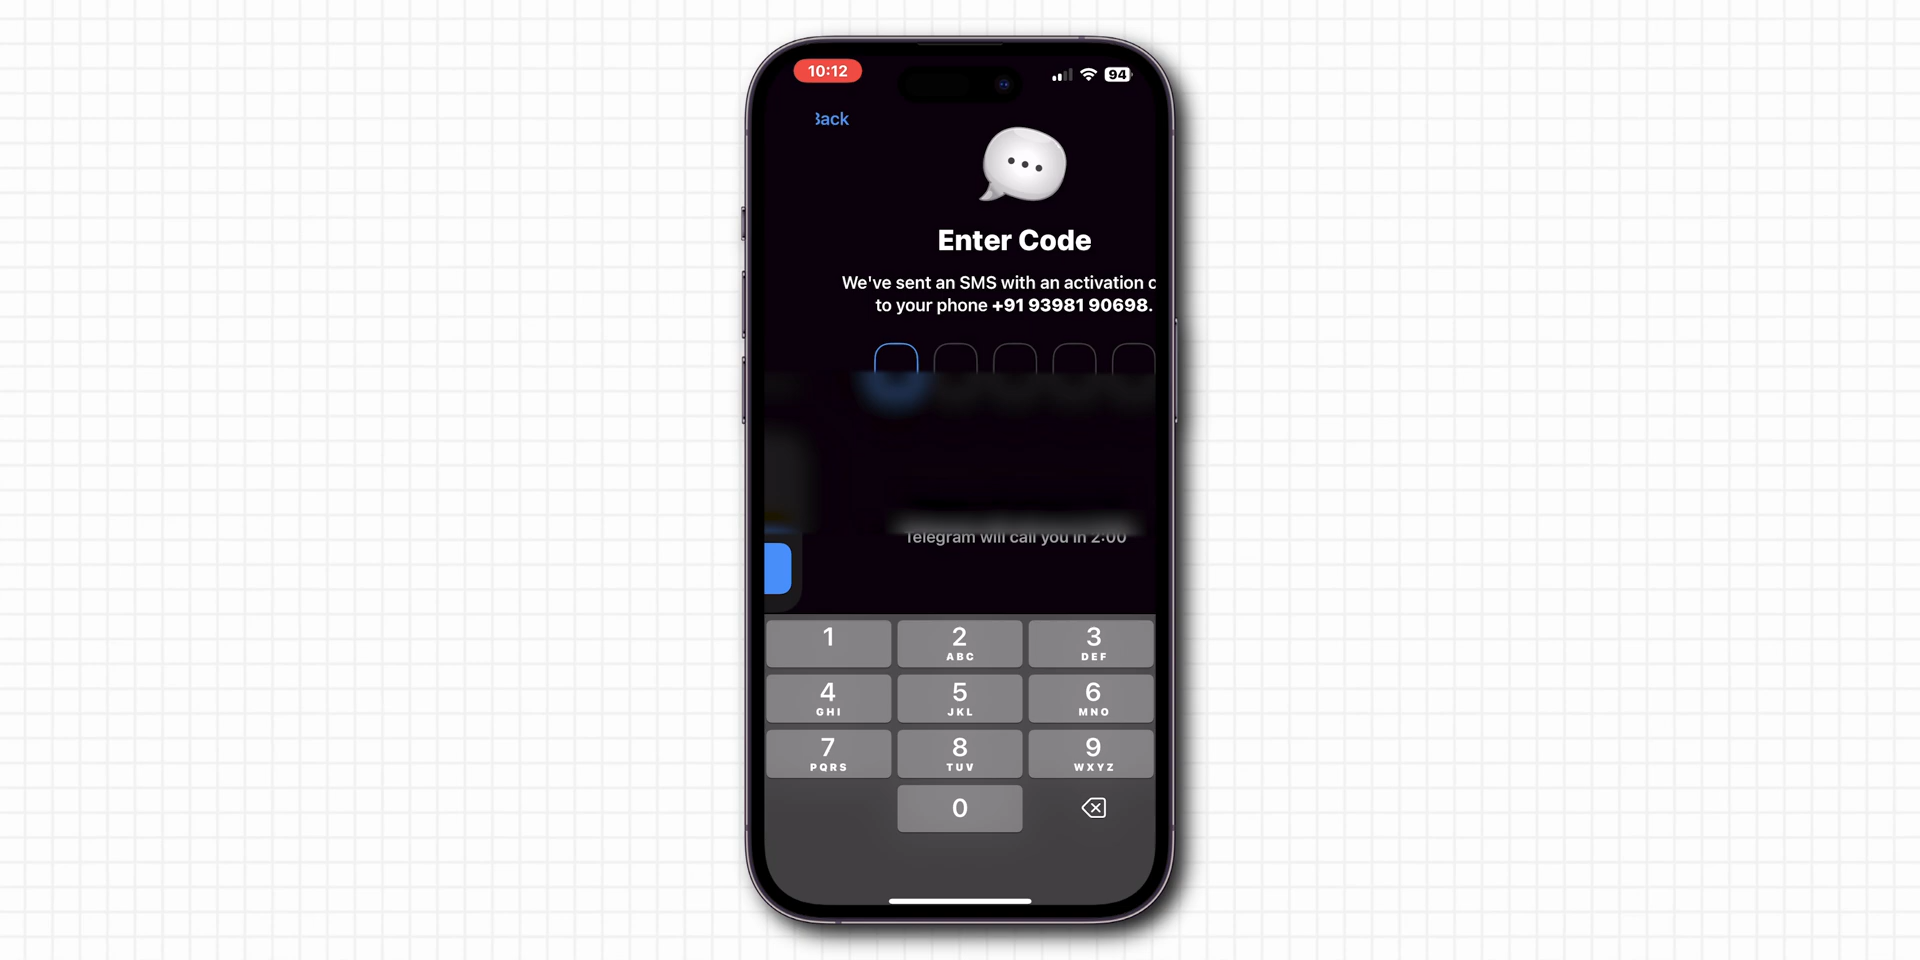 10:12
94
Back
Enter Code
We've sent an SMS with an activation c
to your phone +91 93981 90698.
Telegram will call you in 2:00
1
2
ABC
3
DEF
4
GHI
5
JKL
6
MNO
7
PQRS
8
TUV
9
WXYZ
0